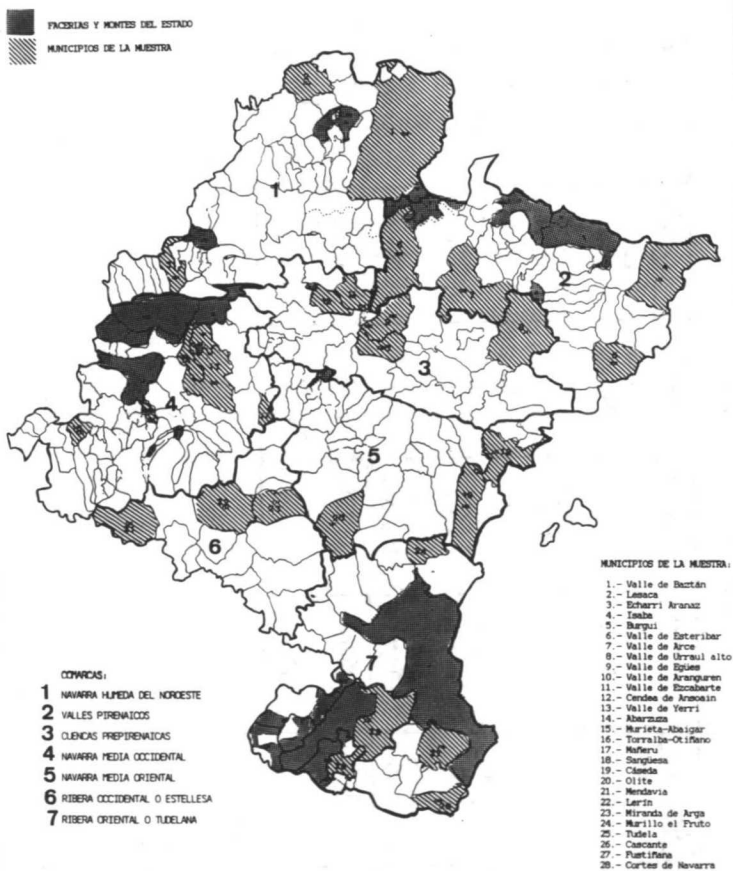 FACERIAS Y MONTES DEL ESTADO
MUNICIPIOS DE LA MUESTRA
1
2
3
4
5
6
7
COMARCAS:
1 NAVARRA HUMEDA DEL NOROESTE
2 VALLES PIRENAICOS
3 CUENCAS PREPIRENAICAS
4 NAVARRA MEDIA OCCIDENTAL
5 NAVARRA MEDIA ORIENTAL
6 RIBERA OCCIDENTAL O ESTELLESA
7 RIBERA ORIENTAL O TUDELANA
MUNICIPIOS DE LA MUESTRA:
1.- Valle de Baztán
2.- Lesaca
3.- Echarri Aranaz
4.- Isaba
5.- Burgui
6.- Valle de Esteribar
7.- Valle de Arce
8.- Valle de Urraul alto
9.- Valle de Egües
10.- Valle de Aranguren
11.- Valle de Ezcabarte
12.- Cendea de Ansoain
13.- Valle de Yerri
14.- Abarzuza
15.- Murieta-Abaigar
16.- Torralba-Otiñano
17.- Mañeru
18.- Sangüesa
19.- Cáseda
20.- Olite
21.- Mendavia
22.- Lerín
23.- Miranda de Arga
24.- Murillo el Fruto
25.- Tudela
26.- Cascante
27.- Fustiñana
28.- Cortes de Navarra